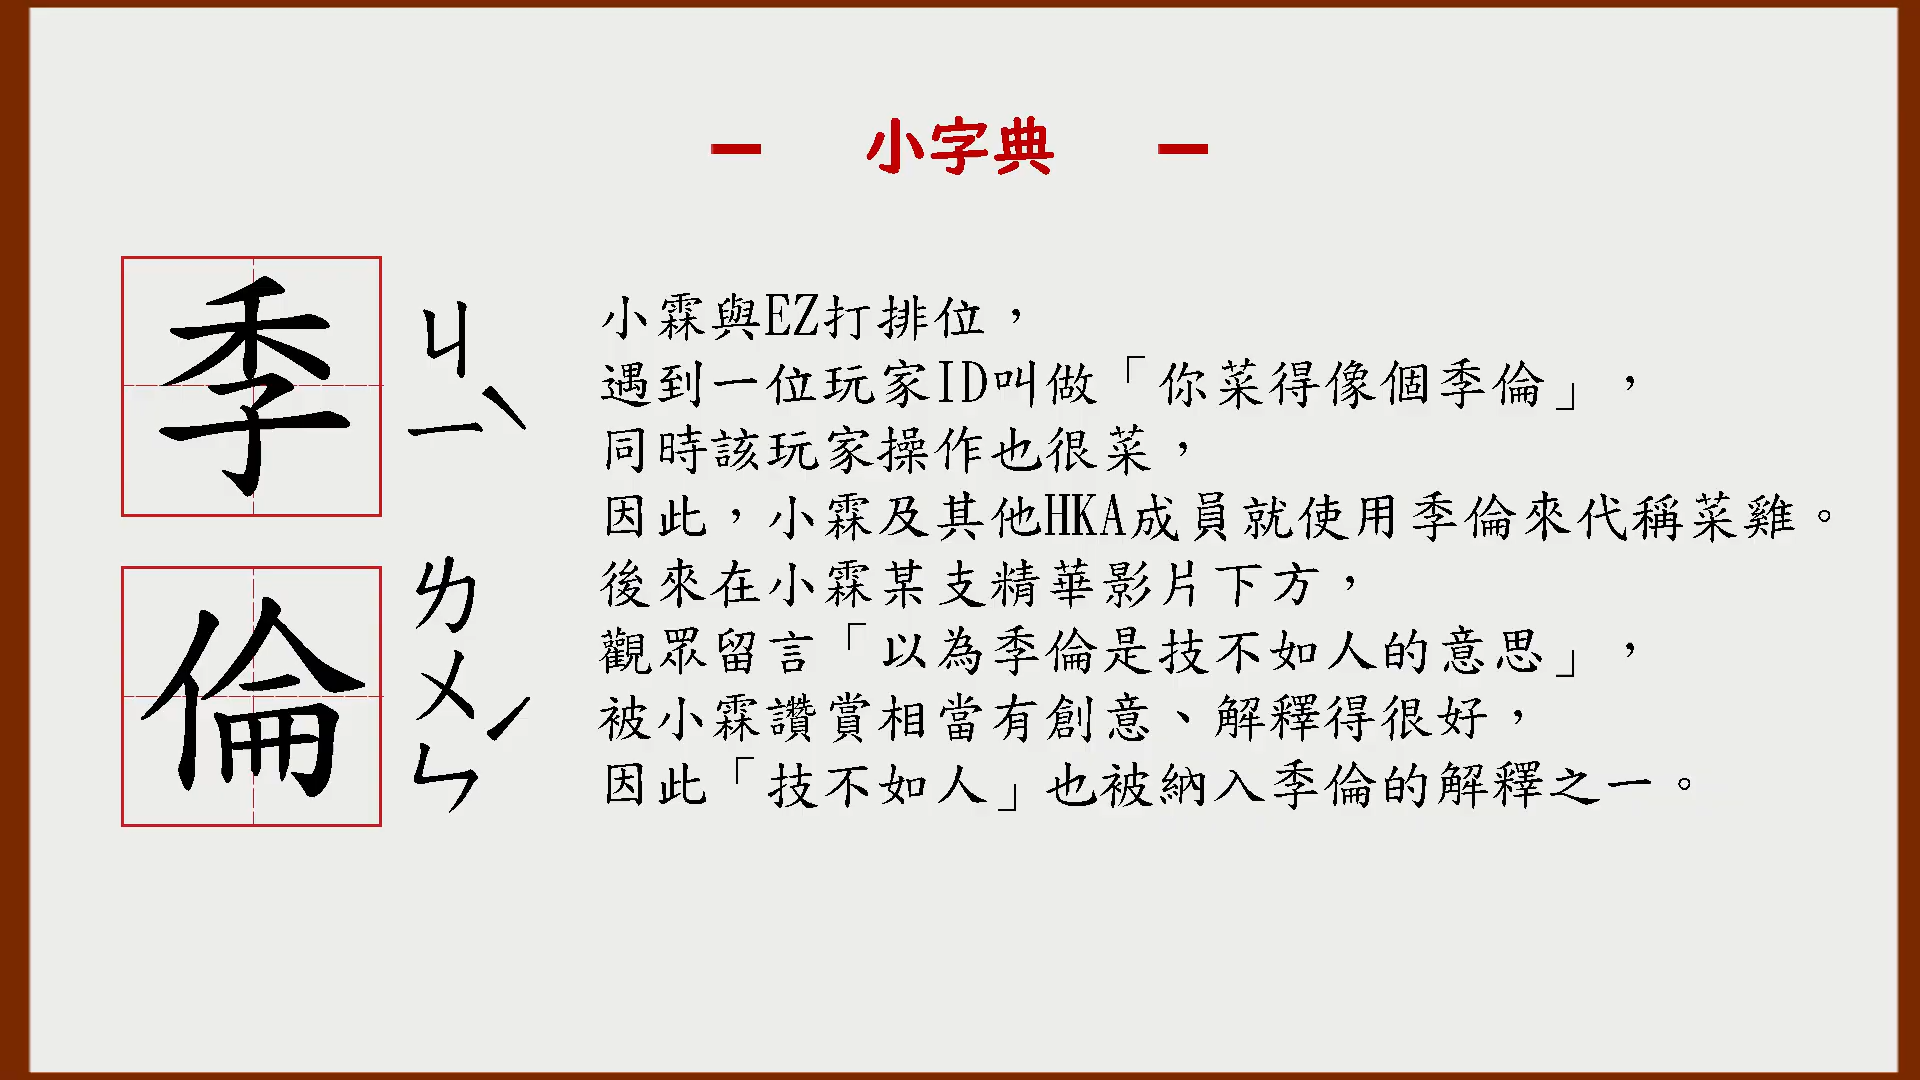 — 小字典 —
季 ㄐㄧˋ
倫 ㄌㄨㄣˊ
小霖與EZ打排位，
遇到一位玩家ID叫做「你菜得像個季倫」，
同時該玩家操作也很菜，
因此，小霖及其他HKA成員就使用季倫來代稱菜雞。
後來在小霖某支精華影片下方，
觀眾留言「以為季倫是技不如人的意思」，
被小霖讚賞相當有創意、解釋得很好，
因此「技不如人」也被納入季倫的解釋之一。